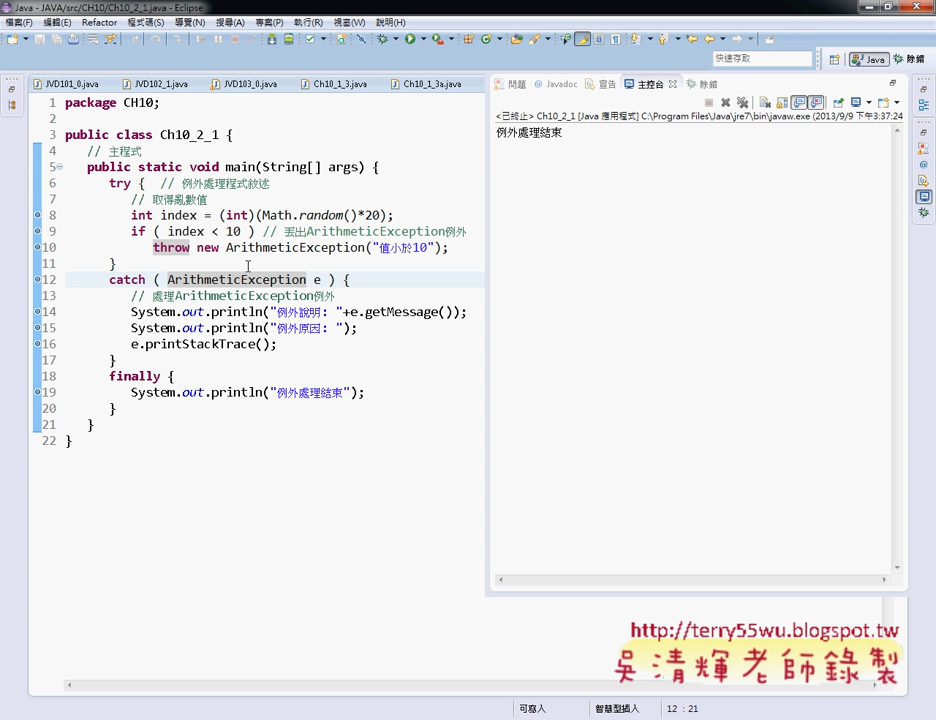 Java - JAVA/src/CH10/Ch10_2_1.java - Eclipse
檔案(F) 編輯(E) Refactor 程式碼(S) 導覽(N) 搜尋(A) 專案(P) 執行(R) 視窗(W) 說明(H)
快速存取
Java
除錯
JVD101_0.java JVD102_1.java JVD103_0.java Ch10_1_3.java Ch10_1_3a.java
問題 @ Javadoc 宣告 主控台 除錯
<已終止> Ch10_2_1 [Java 應用程式] C:\Program Files\Java\jre7\bin\javaw.exe (2013/9/9 下午3:37:24
例外處理結束
1 package CH10;
2
3 public class Ch10_2_1 {
4 // 主程式
5 public static void main(String[] args) {
6 try { // 例外處理程式敘述
7 // 取得亂數值
8 int index = (int)(Math.random()*20);
9 if ( index < 10 ) // 丟出ArithmeticException例外
10 throw new ArithmeticException("值小於10");
11 }
12 catch ( ArithmeticException e ) {
13 // 處理ArithmeticException例外
14 System.out.println("例外說明: "+e.getMessage());
15 System.out.println("例外原因: ");
16 e.printStackTrace();
17 }
18 finally {
19 System.out.println("例外處理結束");
20 }
21 }
22 }
http://terry55wu.blogspot.tw
吳清輝老師錄製
可寫入 智慧型插入 12 : 21